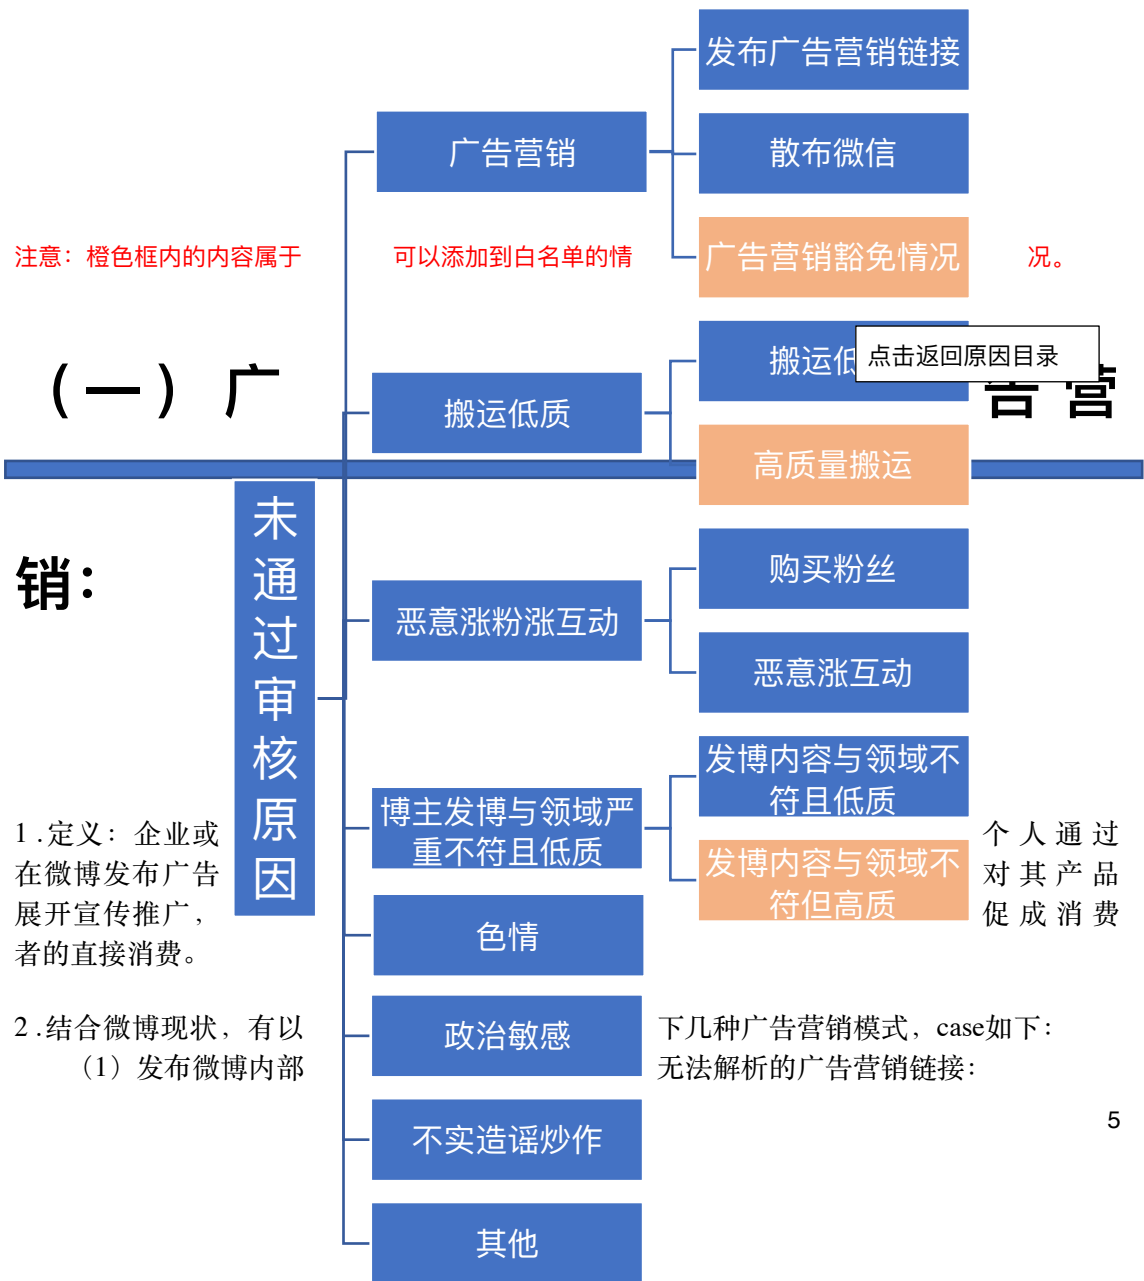 发布广告营销链接
广告营销
散布微信
注意：橙色框内的内容属于可以添加到白名单的情况。
广告营销豁免情况
搬运低
点击返回原因目录
（一）广告营
搬运低质
高质量搬运
销：
未通过审核原因
购买粉丝
恶意涨粉涨互动
恶意涨互动
发博内容与领域不
符且低质
博主发博与领域严
重不符且低质
发博内容与领域不
符但高质
1.定义：企业或个人通过
在微博发布广告对其产品
展开宣传推广，促成消费
者的直接消费。
色情
2.结合微博现状，有以下几种广告营销模式，case如下：
政治敏感
（1）发布微博内部无法解析的广告营销链接：
不实造谣炒作
5
其他